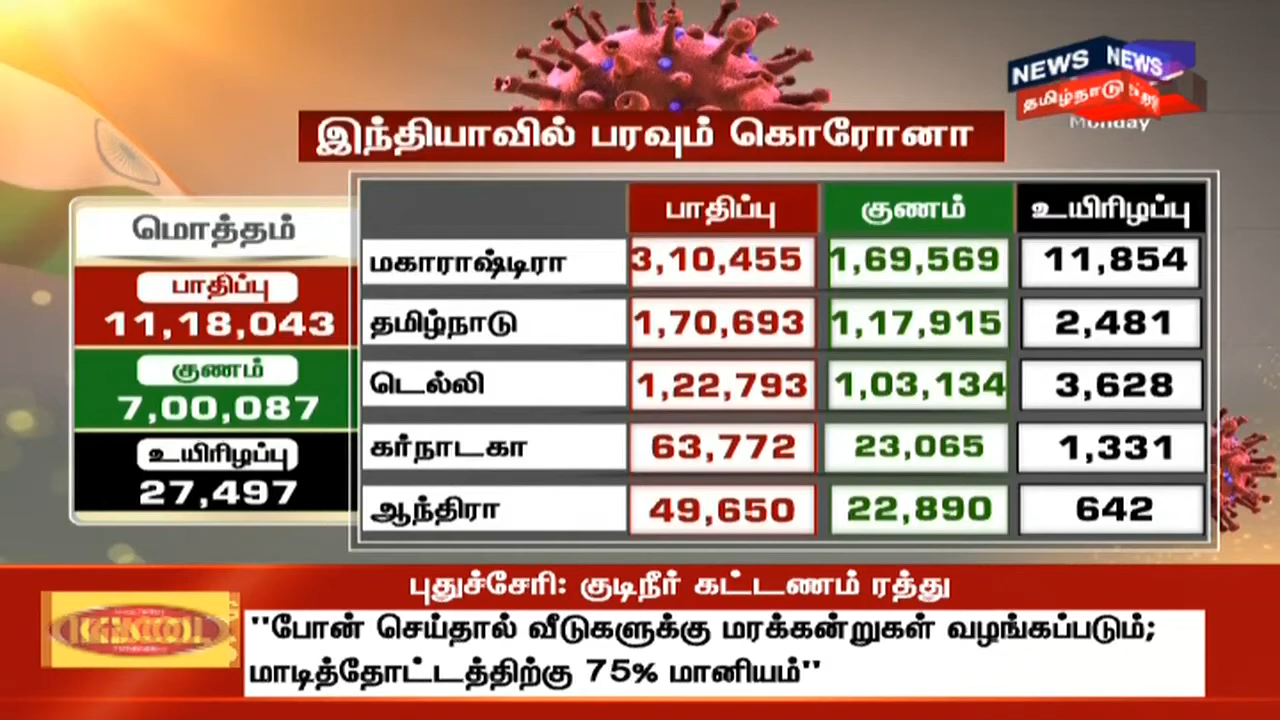 NEWS NEWS
தமிழ்நாடு
Monday
இந்தியாவில் பரவும் கொரோனா
மொத்தம்
பாதிப்பு
11,18,043
குணம்
7,00,087
உயிரிழப்பு
27,497
பாதிப்பு குணம் உயிரிழப்பு
மகாராஷ்டிரா 3,10,455 1,69,569 11,854
தமிழ்நாடு 1,70,693 1,17,915 2,481
டெல்லி 1,22,793 1,03,134 3,628
கர்நாடகா 63,772 23,065 1,331
ஆந்திரா 49,650 22,890 642
புதுச்சேரி: குடிநீர் கட்டணம் ரத்து
"போன் செய்தால் வீடுகளுக்கு மரக்கன்றுகள் வழங்கப்படும்;
மாடித்தோட்டத்திற்கு 75% மானியம்"